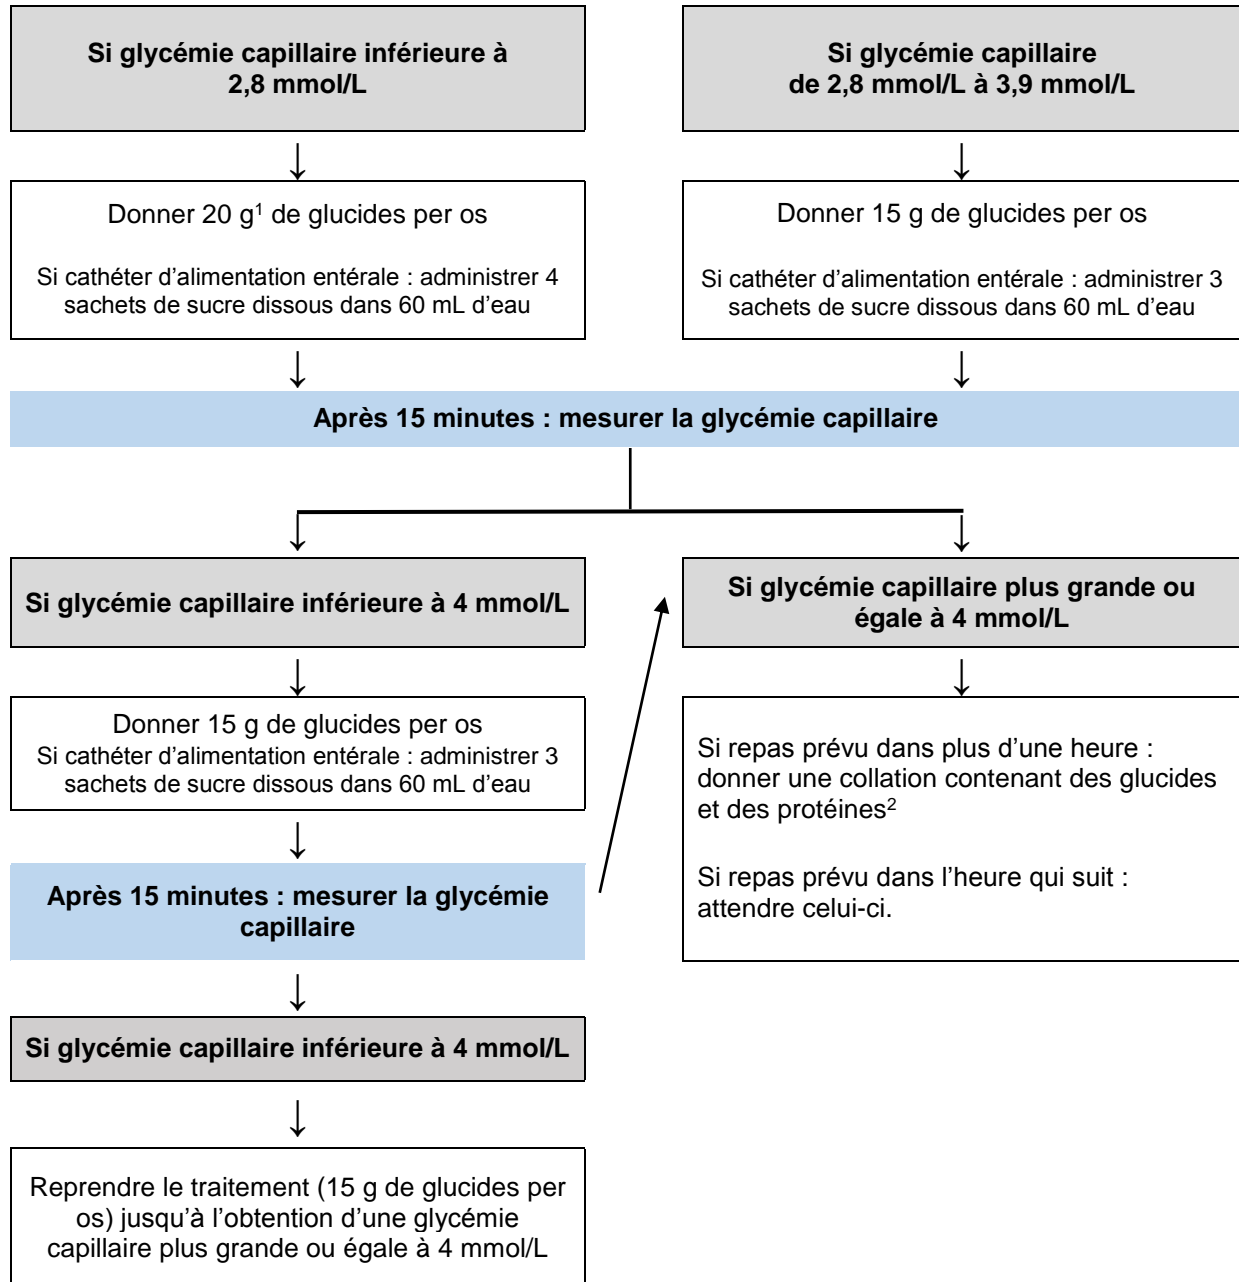 Si glycémie capillaire inférieure à
2,8 mmol/L
Si glycémie capillaire
de 2,8 mmol/L à 3,9 mmol/L
Donner 20 g¹ de glucides per os
Si cathéter d’alimentation entérale : administrer 4
sachets de sucre dissous dans 60 mL d’eau
Donner 15 g de glucides per os
Si cathéter d’alimentation entérale : administrer 3
sachets de sucre dissous dans 60 mL d’eau
Après 15 minutes : mesurer la glycémie capillaire
Si glycémie capillaire inférieure à 4 mmol/L
Si glycémie capillaire plus grande ou
égale à 4 mmol/L
Donner 15 g de glucides per os
Si cathéter d’alimentation entérale : administrer 3
sachets de sucre dissous dans 60 mL d’eau
Si repas prévu dans plus d’une heure :
donner une collation contenant des glucides
et des protéines²
Si repas prévu dans l’heure qui suit :
attendre celui-ci.
Après 15 minutes : mesurer la glycémie
capillaire
Si glycémie capillaire inférieure à 4 mmol/L
Reprendre le traitement (15 g de glucides per
os) jusqu’à l’obtention d’une glycémie
capillaire plus grande ou égale à 4 mmol/L